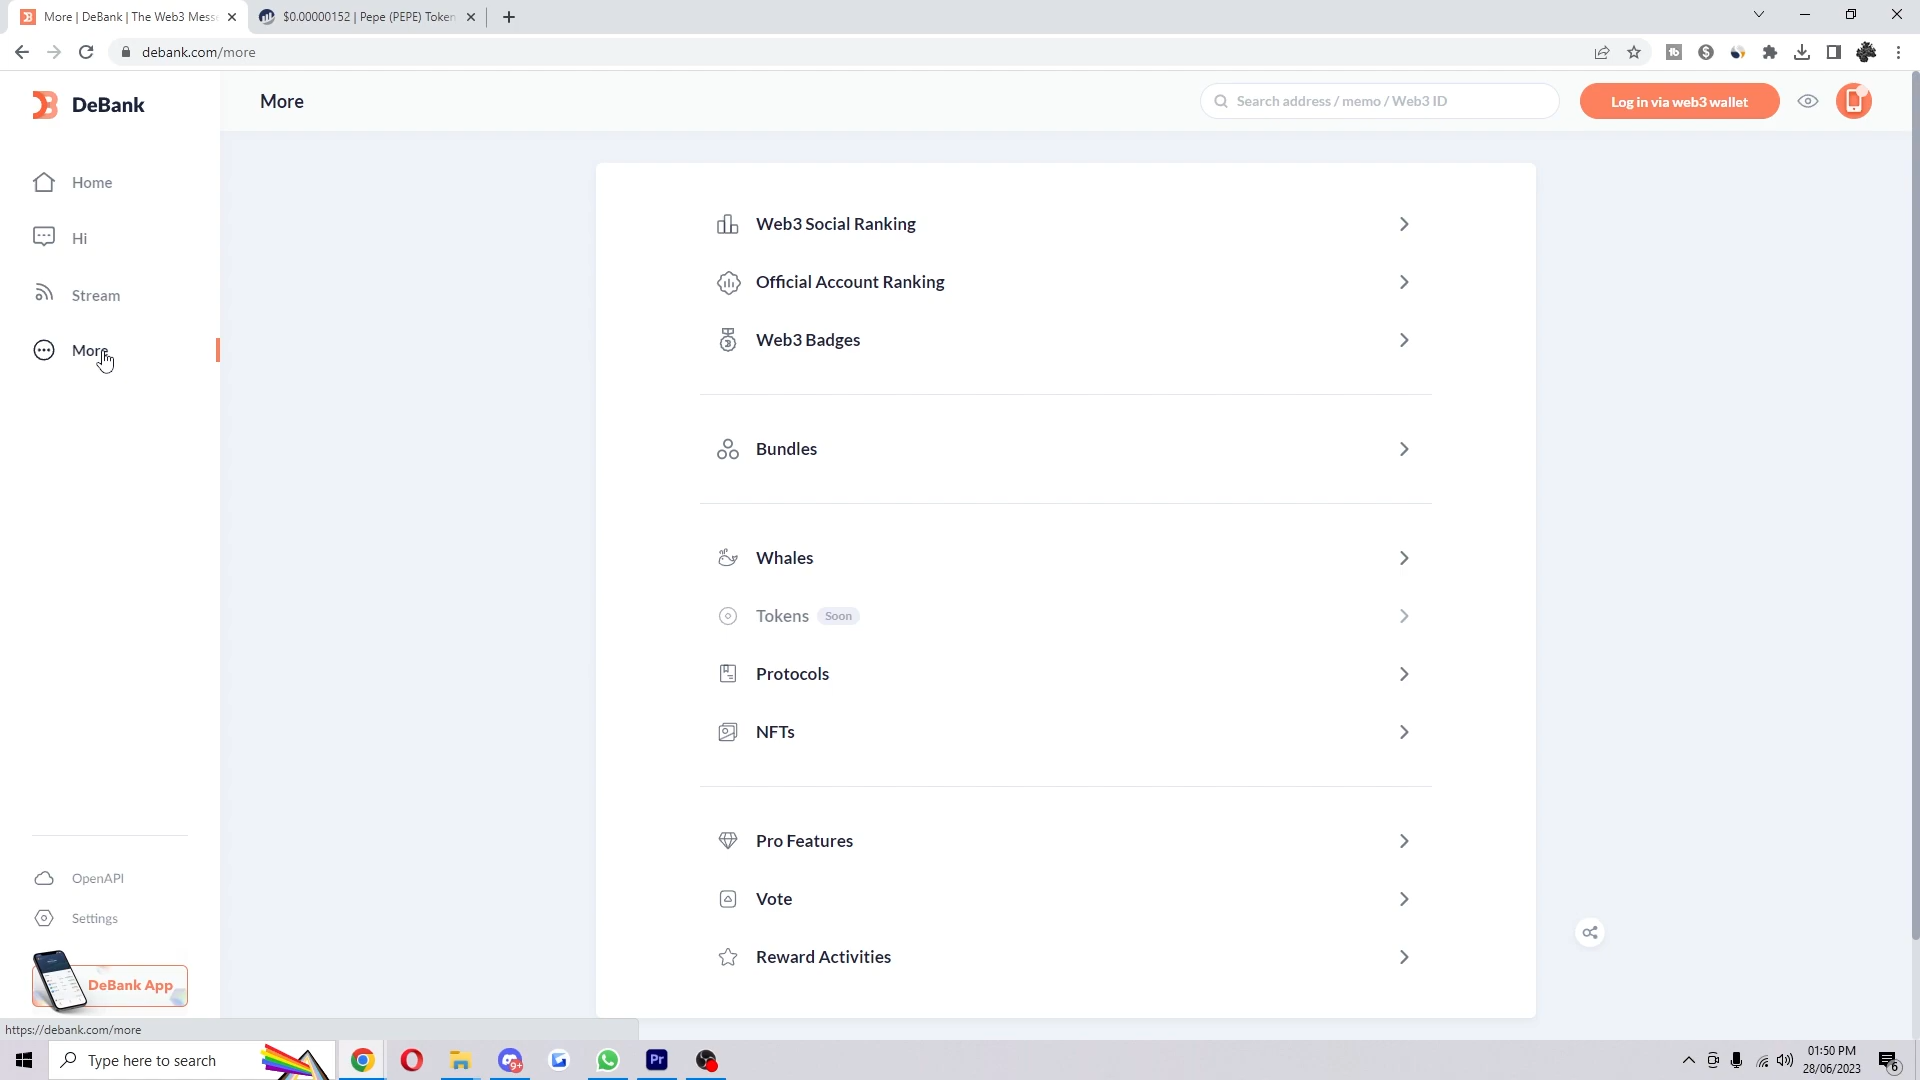 More | DeBank | The Web3 Mess
$0.00000152 | Pepe (PEPE) Token
debank.com/more
DeBank
More
Search address / memo / Web3 ID
Log in via web3 wallet
Home
Hi
Stream
More
Web3 Social Ranking
Official Account Ranking
Web3 Badges
Bundles
Whales
Tokens Soon
Protocols
NFTs
Pro Features
Vote
Reward Activities
OpenAPI
Settings
DeBank App
https://debank.com/more
Type here to search
9+
Pr
01:50 PM
28/06/2023
6